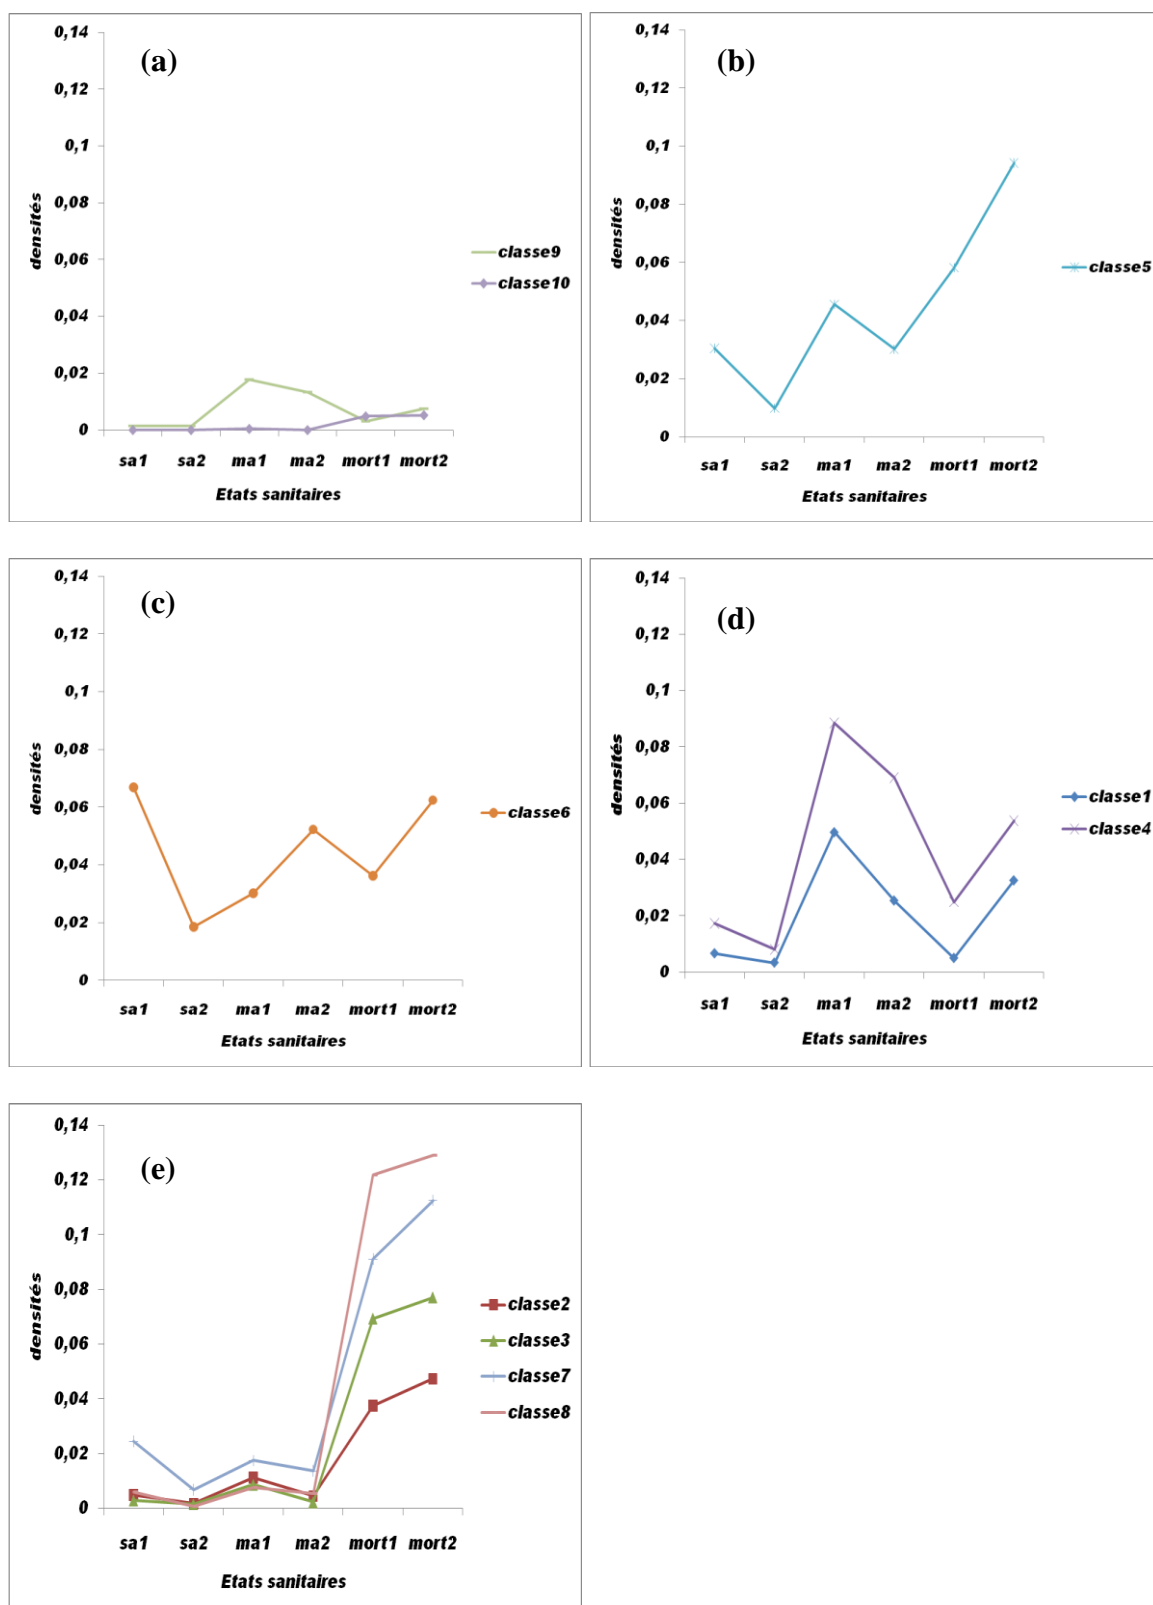 (a)
0,14
0,12
0,1
0,08
0,06
0,04
0,02
0
densités
sa1 sa2 ma1 ma2 mort1 mort2
Etats sanitaires
classe9
classe10
(b)
0,14
0,12
0,1
0,08
0,06
0,04
0,02
0
densités
sa1 sa2 ma1 ma2 mort1 mort2
Etats sanitaires
classe5
(c)
0,14
0,12
0,1
0,08
0,06
0,04
0,02
0
densités
sa1 sa2 ma1 ma2 mort1 mort2
Etats sanitaires
classe6
(d)
0,14
0,12
0,1
0,08
0,06
0,04
0,02
0
densités
sa1 sa2 ma1 ma2 mort1 mort2
Etats sanitaires
classe1
classe4
(e)
0,14
0,12
0,1
0,08
0,06
0,04
0,02
0
densités
sa1 sa2 ma1 ma2 mort1 mort2
Etats sanitaires
classe2
classe3
classe7
classe8